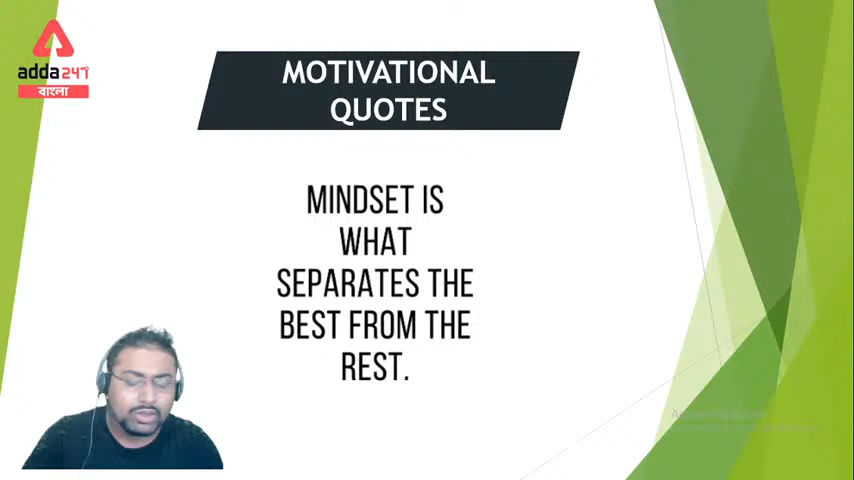 adda247
বাংলা
MOTIVATIONAL
QUOTES
MINDSET IS
WHAT
SEPARATES THE
BEST FROM THE
REST.